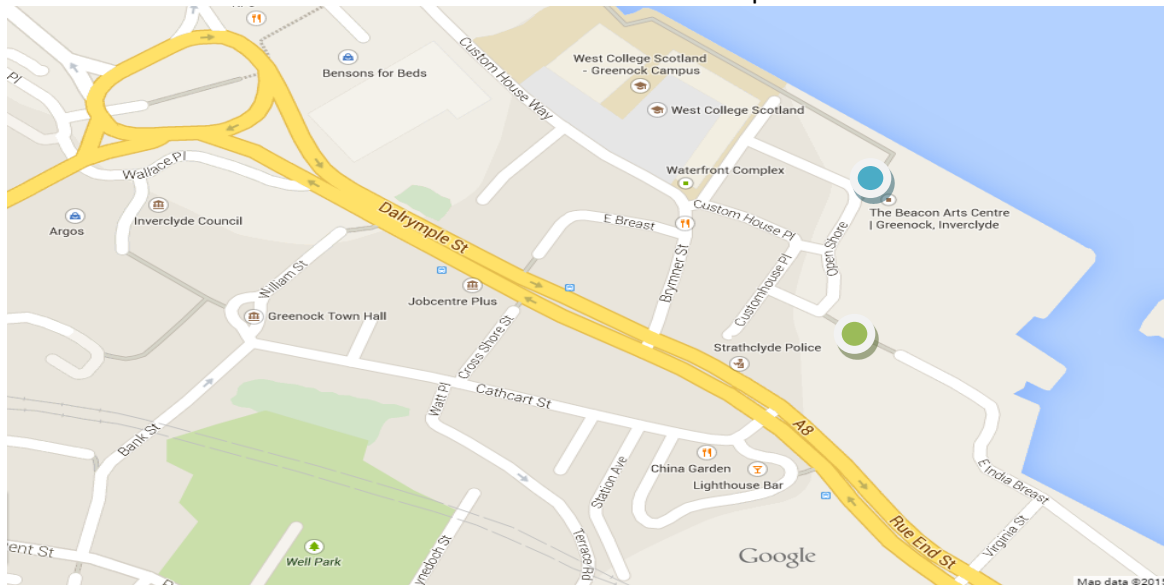 Bensons for Beds
Custom House Way
West College Scotland
- Greenock Campus
West College Scotland
Wallace Pl
Waterfront Complex
Inverclyde Council
Argos
Dalrymple St
E Breast
Custom House Pl
The Beacon Arts Centre
| Greenock, Inverclyde
Open Shore
William St
Brymner St
Customhouse Pl
Jobcentre Plus
Greenock Town Hall
Cross Shore St
Strathclyde Police
Watt Pl
Cathcart St
A8
Bank St
China Garden
Lighthouse Bar
Station Ave
E India Breast
Rue End St
Virginia St
Terrace Rd
Well Park
Google
Map data ©201